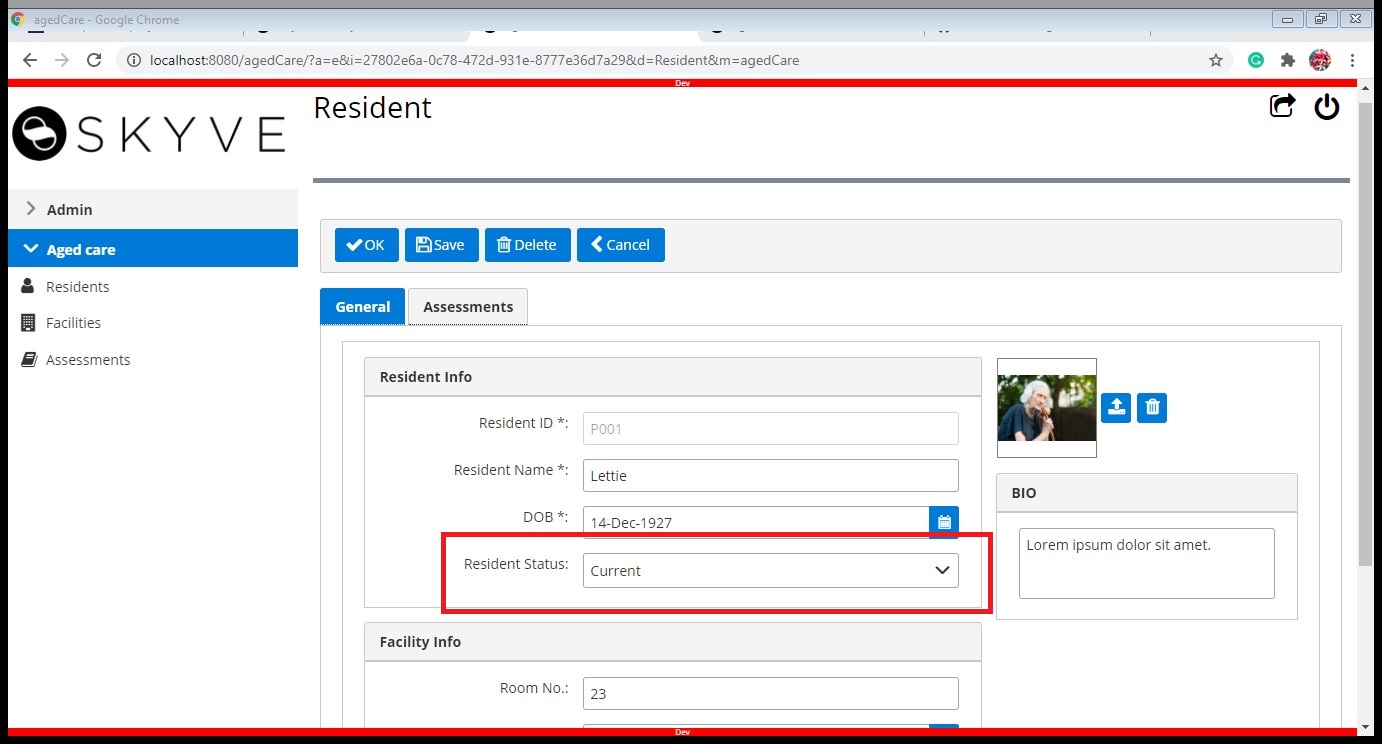 agedCare - Google Chrome
localhost:8080/agedCare/?a=e&i=27802e6a-0c78-472d-931e-8777e36d7a29&d=Resident&m=agedCare
Dev
SKYVE
Resident
Admin
Aged care
Residents
Facilities
Assessments
OK Save Delete Cancel
General Assessments
Resident Info
Resident ID *: P001
Resident Name *: Lettie
DOB *: 14-Dec-1927
Resident Status: Current
BIO
Lorem ipsum dolor sit amet.
Facility Info
Room No.: 23
Dev